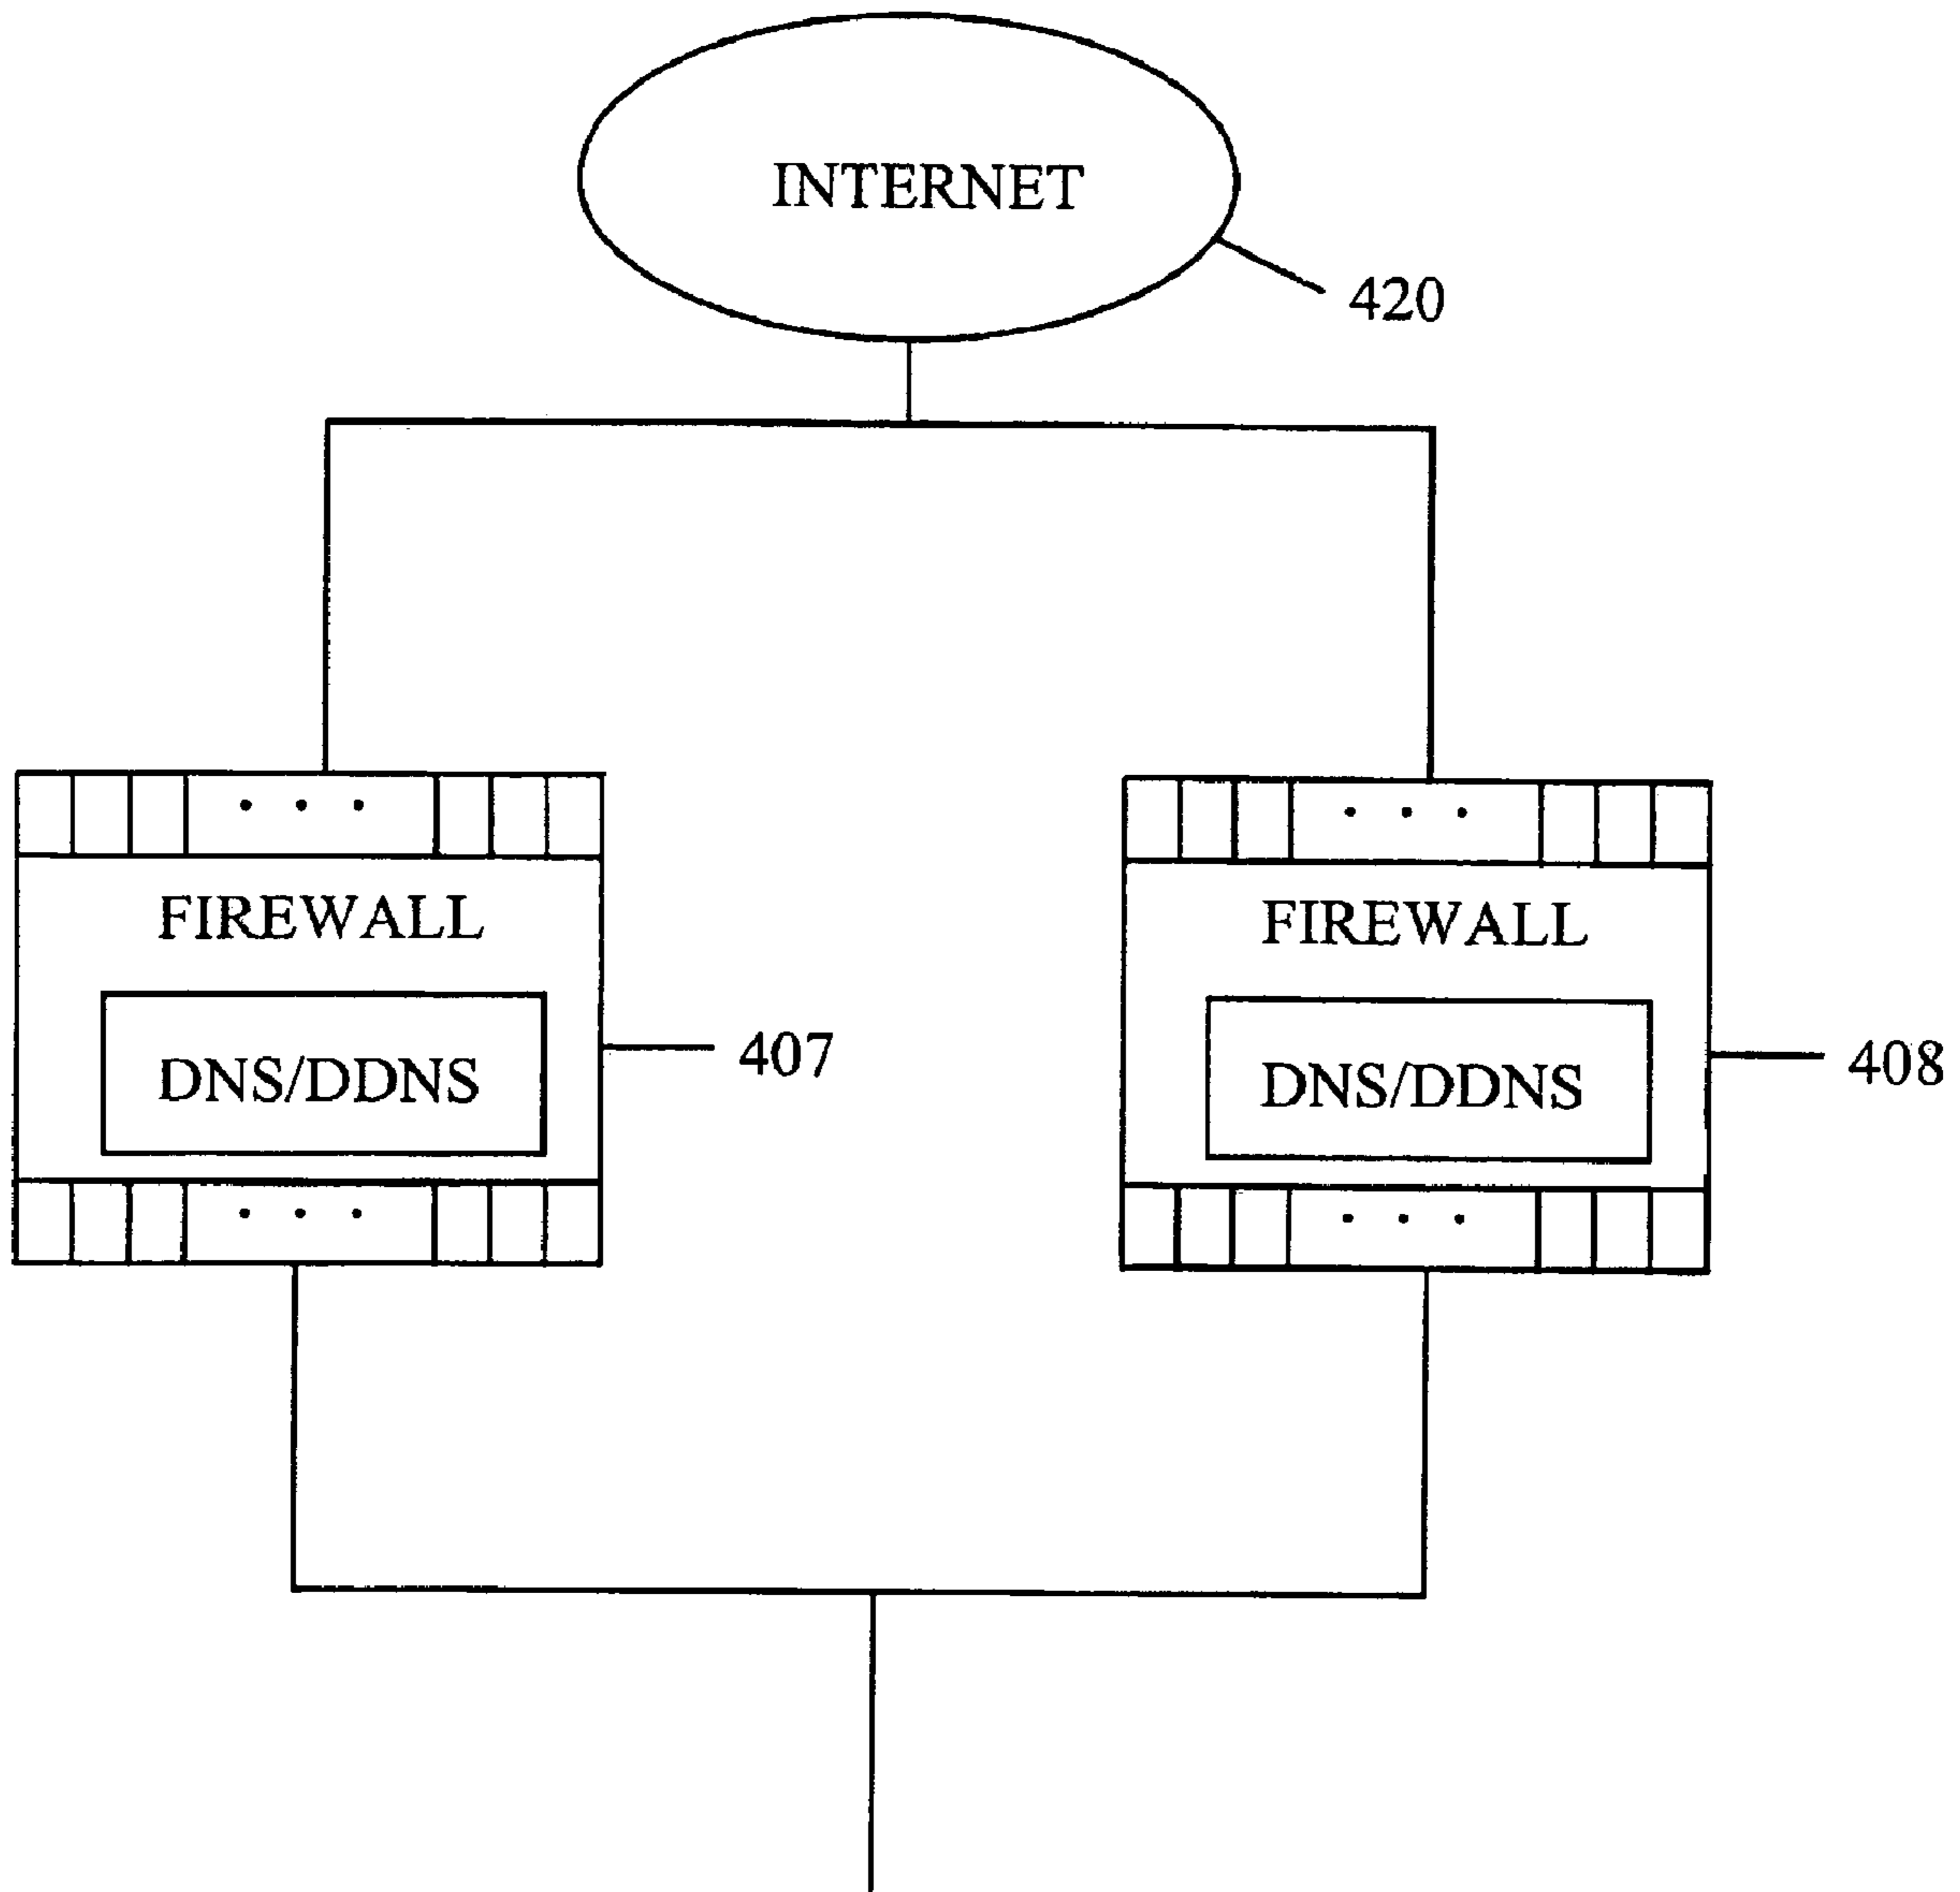 INTERNET
420
FIREWALL
DNS/DDNS
407
FIREWALL
DNS/DDNS
408